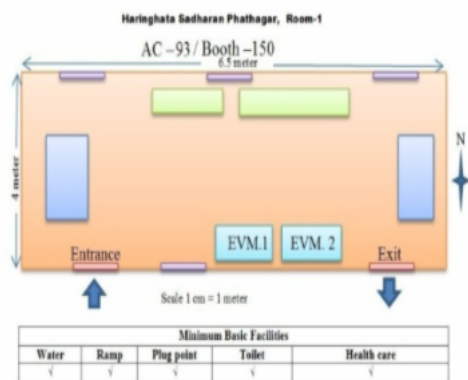 Haringhata Sadharan Phathagar, Room-1
AC –93 / Booth –150
6.5 meter
4 meter
N
EVM.1 EVM. 2
Entrance Exit
Scale 1 cm = 1 meter
Minimum Basic Facilities
Water Ramp Plug point Toilet Health care
√ √ √ √ √